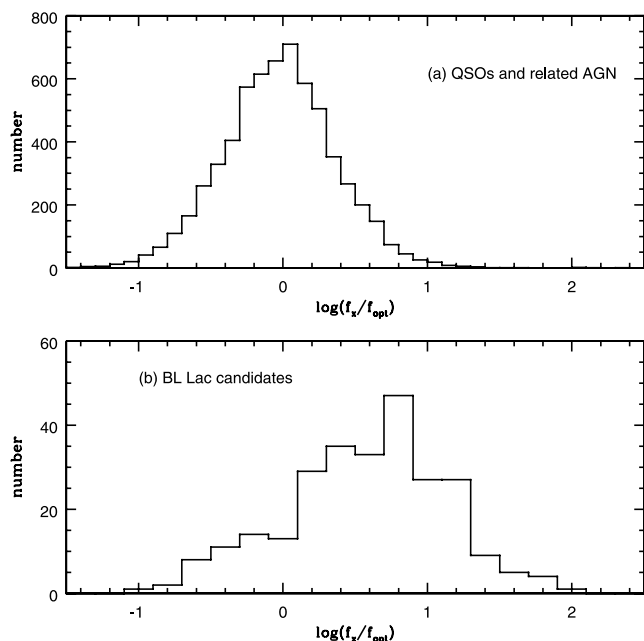 800
600
400
200
0
number
(a) QSOs and related AGN
-1 0 1 2
log(fx/fopt)
60
40
20
0
number
(b) BL Lac candidates
-1 0 1 2
log(fx/fopt)